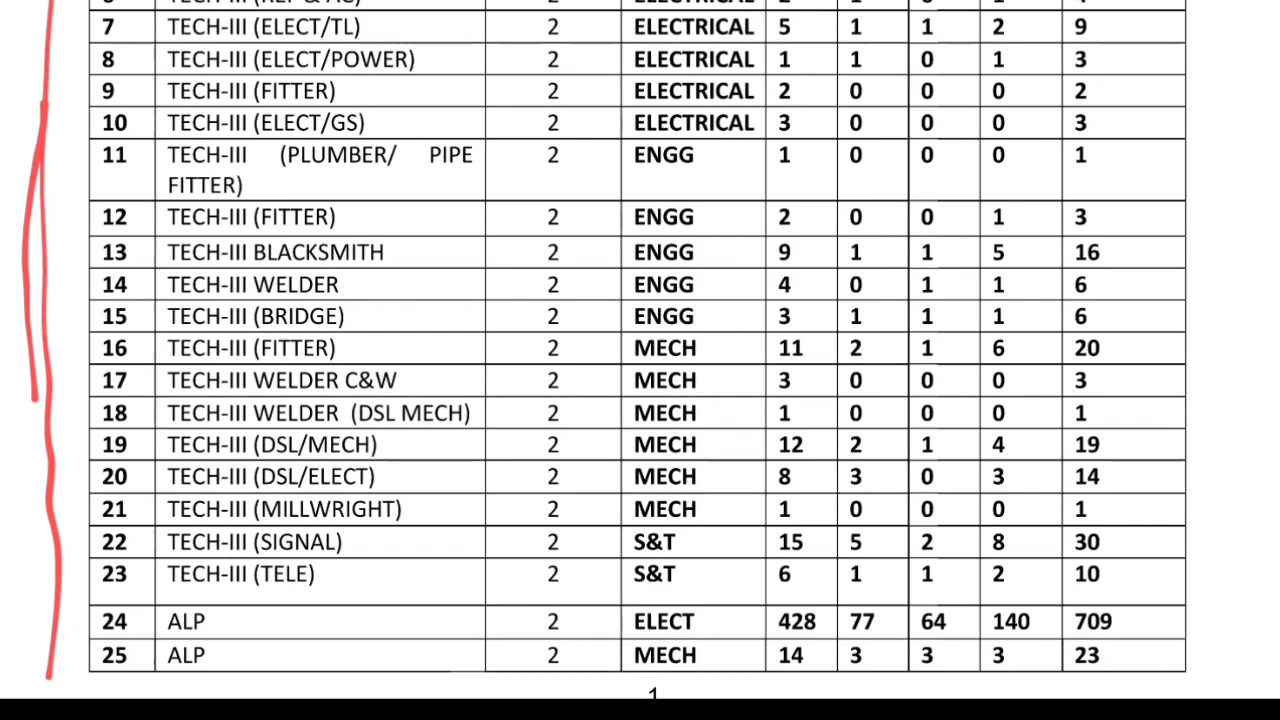 7 TECH-III (ELECT/TL) 2 ELECTRICAL 5 1 1 2 9
8 TECH-III (ELECT/POWER) 2 ELECTRICAL 1 1 0 1 3
9 TECH-III (FITTER) 2 ELECTRICAL 2 0 0 0 2
10 TECH-III (ELECT/GS) 2 ELECTRICAL 3 0 0 0 3
11 TECH-III (PLUMBER/ PIPE 2 ENGG 1 0 0 0 1
FITTER)
12 TECH-III (FITTER) 2 ENGG 2 0 0 1 3
13 TECH-III BLACKSMITH 2 ENGG 9 1 1 5 16
14 TECH-III WELDER 2 ENGG 4 0 1 1 6
15 TECH-III (BRIDGE) 2 ENGG 3 1 1 1 6
16 TECH-III (FITTER) 2 MECH 11 2 1 6 20
17 TECH-III WELDER C&W 2 MECH 3 0 0 0 3
18 TECH-III WELDER (DSL MECH) 2 MECH 1 0 0 0 1
19 TECH-III (DSL/MECH) 2 MECH 12 2 1 4 19
20 TECH-III (DSL/ELECT) 2 MECH 8 3 0 3 14
21 TECH-III (MILLWRIGHT) 2 MECH 1 0 0 0 1
22 TECH-III (SIGNAL) 2 S&T 15 5 2 8 30
23 TECH-III (TELE) 2 S&T 6 1 1 2 10
24 ALP 2 ELECT 428 77 64 140 709
25 ALP 2 MECH 14 3 3 3 23
1